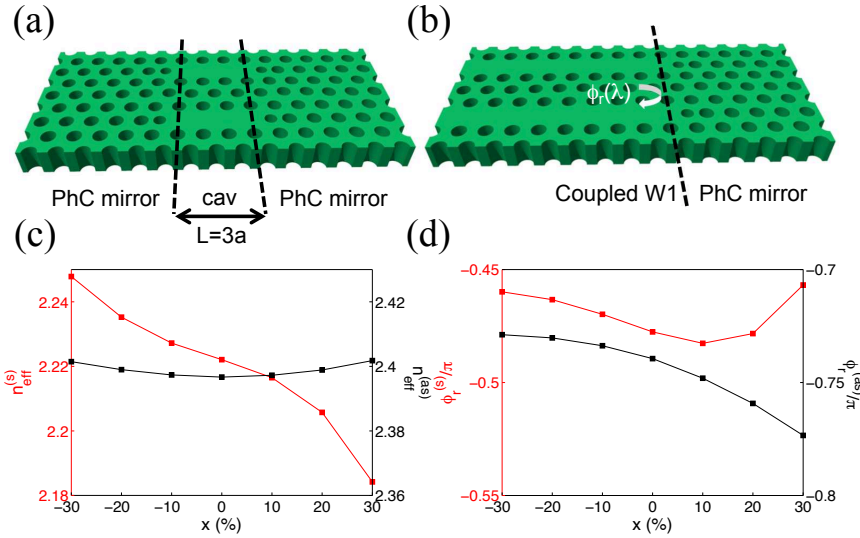 (a)
(b)
ϕr(λ)
PhC mirror
cav
PhC mirror
L=3a
Coupled W1
PhC mirror
(c)
(d)
2.24
2.22
2.2
2.18
neff(s)
2.42
2.4
2.38
2.36
neff(as)
−30 −20 −10 0 10 20 30
x (%)
−0.45
−0.5
−0.55
ϕr(s)/π
−0.7
−0.75
−0.8
ϕr(as)/π
−30 −20 −10 0 10 20 30
x (%)